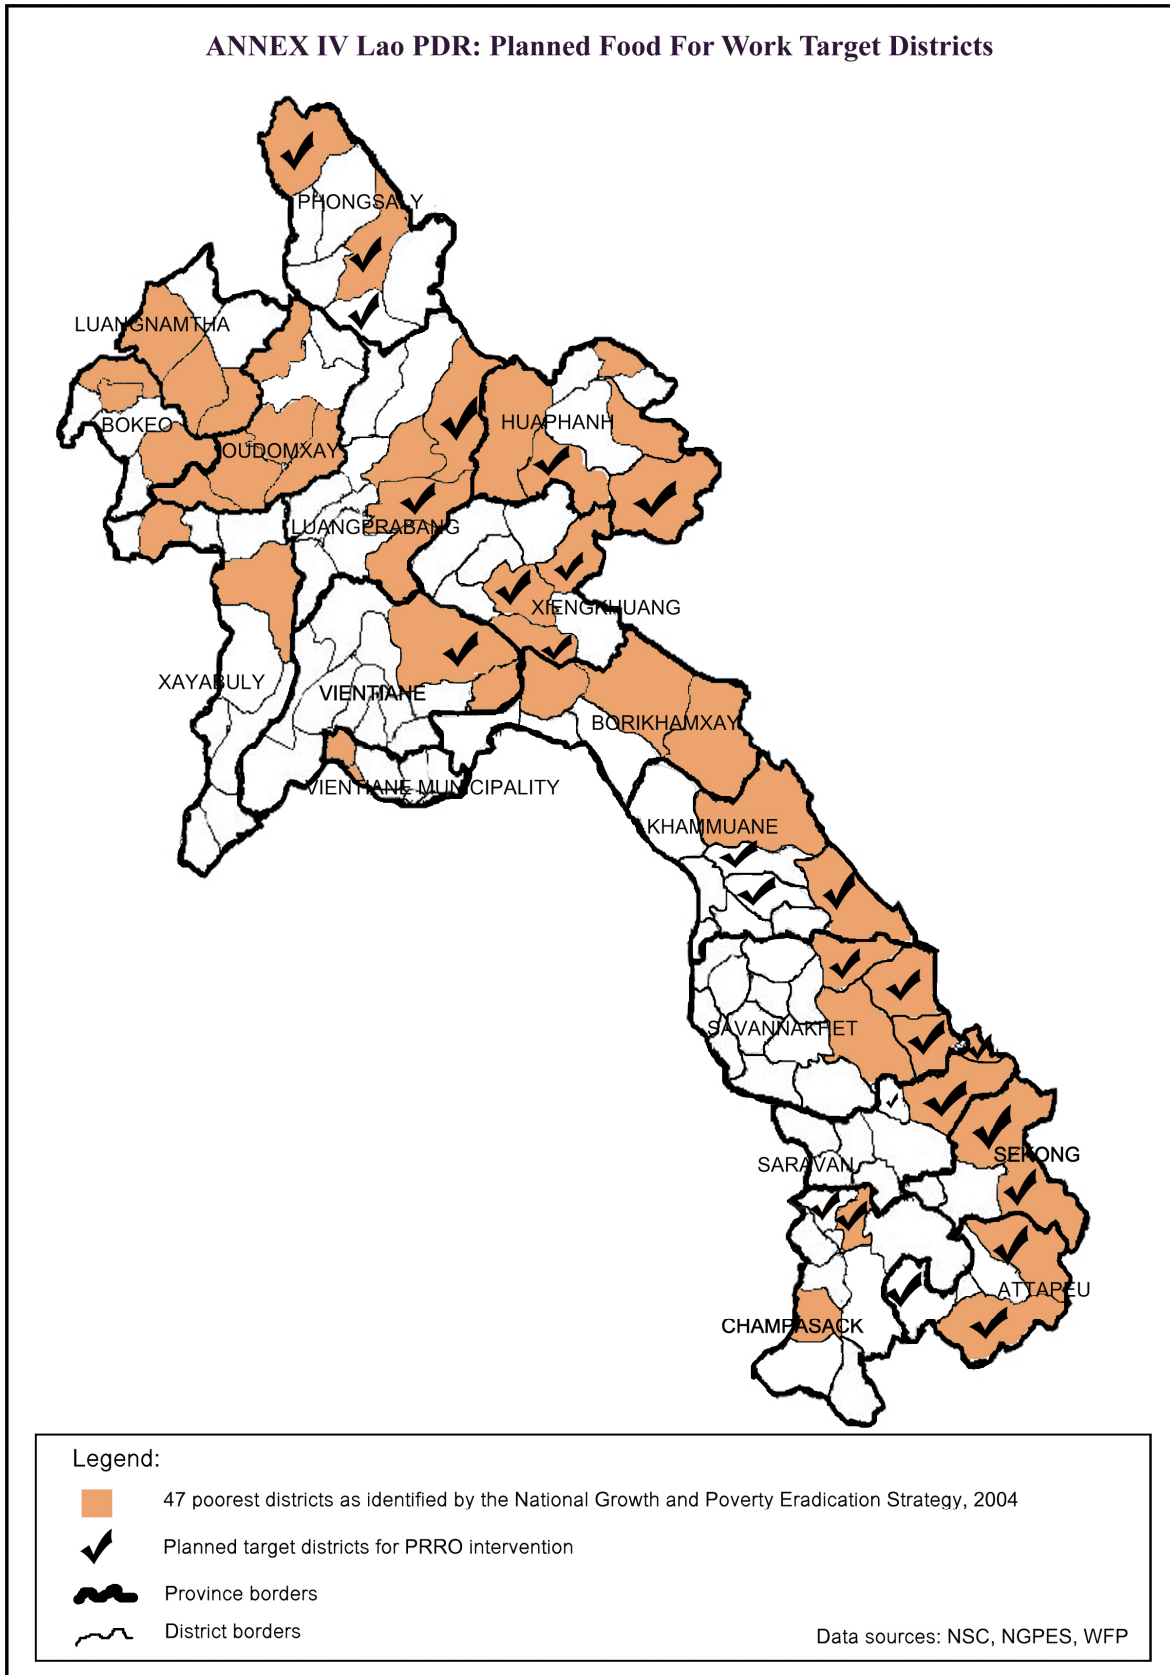 ANNEX IV Lao PDR: Planned Food For Work Target Districts
PHONGSALY
LUANGNAMTHA
BOKEO
HUAPHANH
OUDOMXAY
LUANGPRABANG
XIENGKHUANG
XAYABULY
VIENTIANE
BORIKHAMXAY
VIENTIANE MUNICIPALITY
KHAMMUANE
SAVANNAKHET
SEKONG
SARAVAN
ATTAPEU
CHAMPASACK
Legend:
47 poorest districts as identified by the National Growth and Poverty Eradication Strategy, 2004
Planned target districts for PRRO intervention
Province borders
District borders
Data sources: NSC, NGPES, WFP